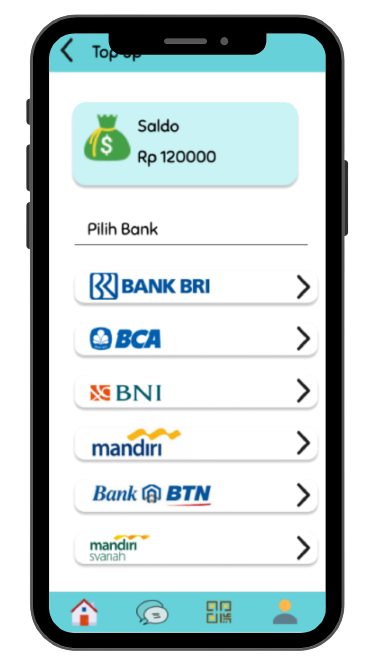 Top up
Saldo
Rp 120000
Pilih Bank
BANK BRI
BCA
BNI
mandiri
Bank BTN
mandiri
syariah